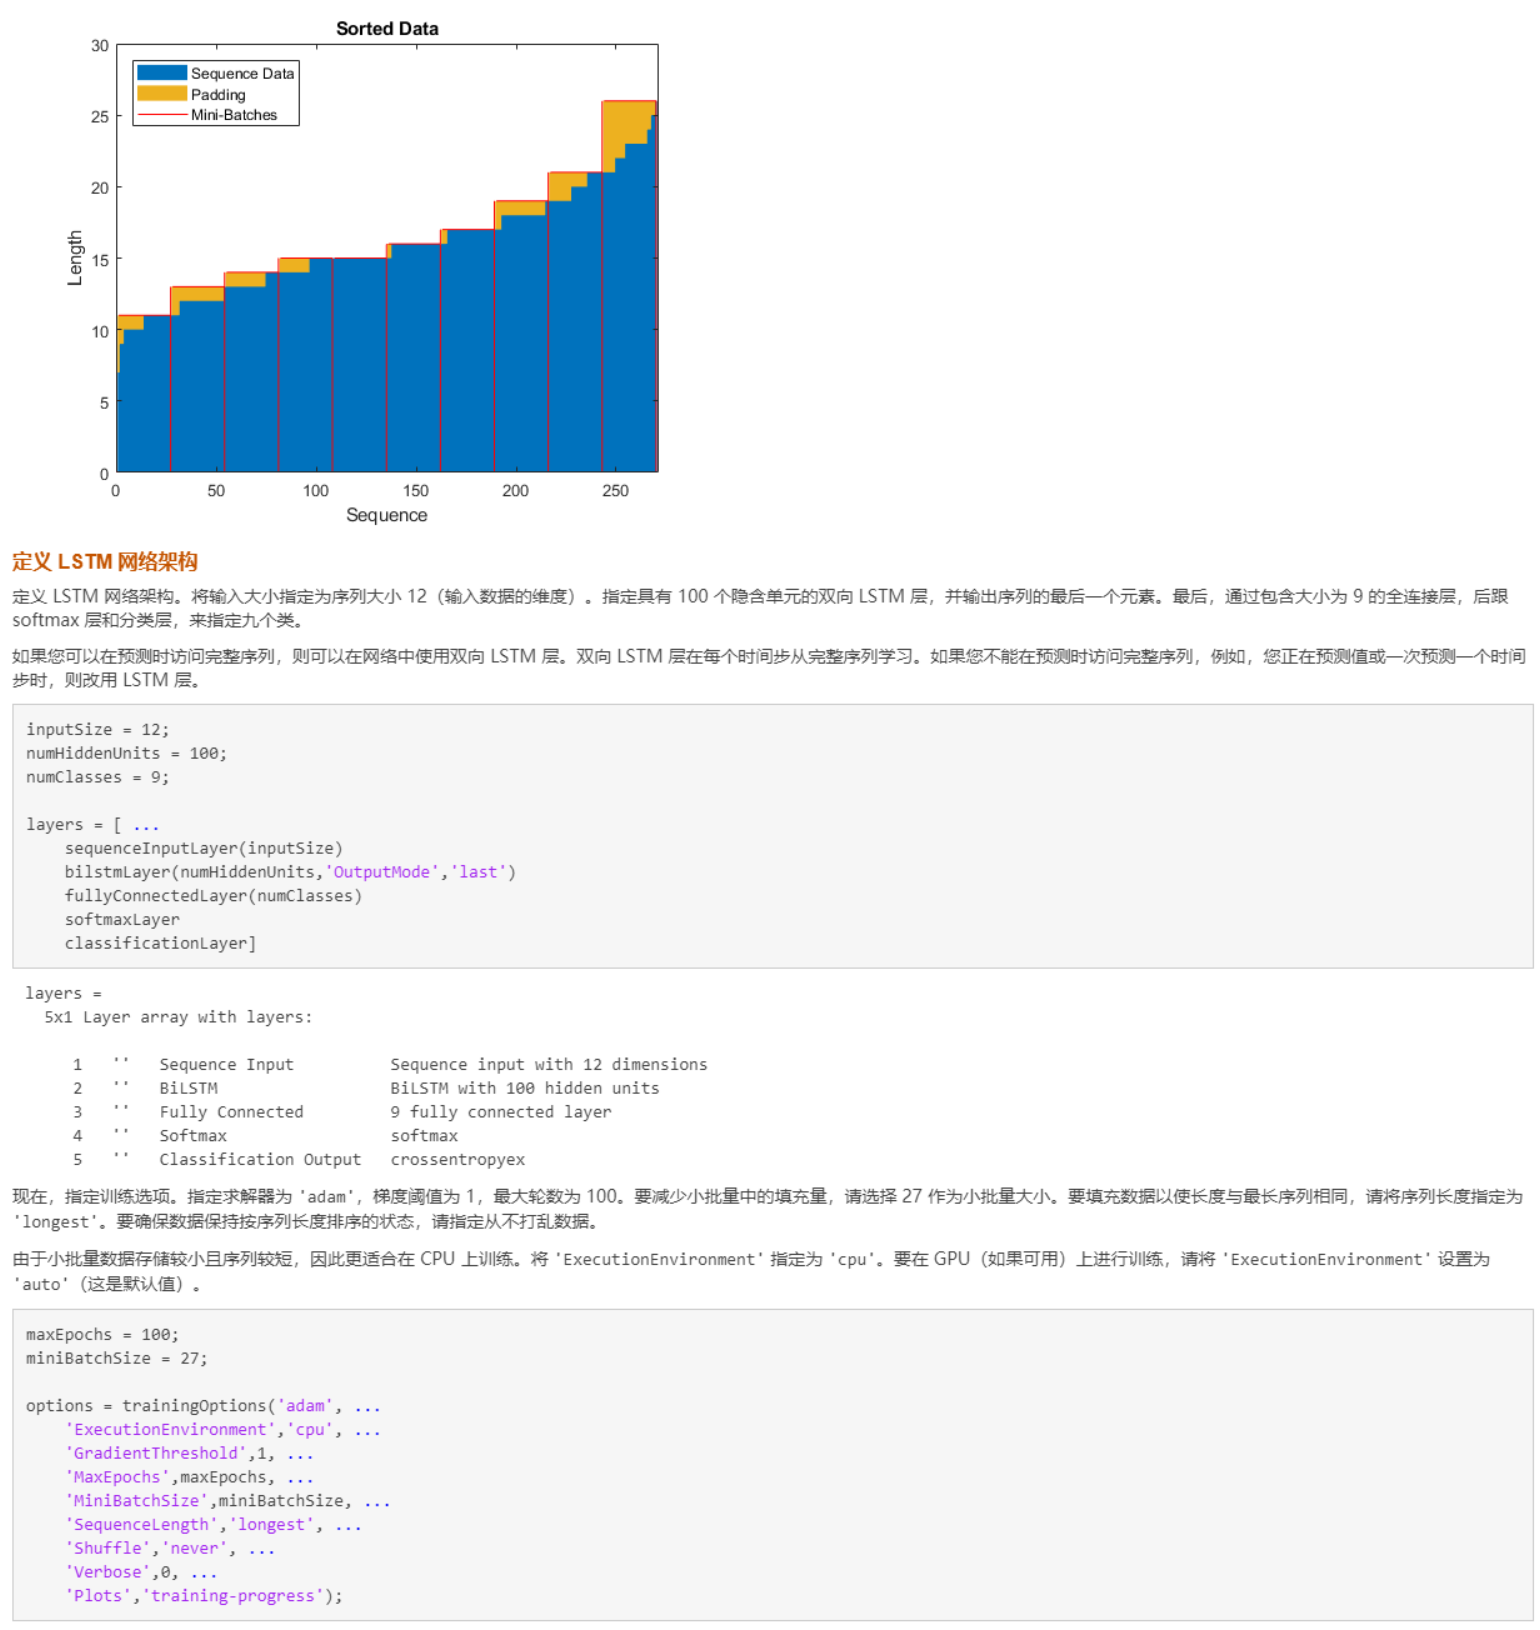 Sorted Data
30
25
20
15
10
5
0
Length
Sequence Data
Padding
Mini-Batches
0 50 100 150 200 250
Sequence
定义 LSTM 网络架构
定义 LSTM 网络架构。将输入大小指定为序列大小 12（输入数据的维度）。指定具有 100 个隐含单元的双向 LSTM 层，并输出序列的最后一个元素。最后，通过包含大小为 9 的全连接层，后跟
softmax 层和分类层，来指定九个类。
如果您可以在预测时访问完整序列，则可以在网络中使用双向 LSTM 层。双向 LSTM 层在每个时间步从完整序列学习。如果您不能在预测时访问完整序列，例如，您正在预测值或一次预测一个时间
步时，则改用 LSTM 层。
inputSize = 12;
numHiddenUnits = 100;
numClasses = 9;
layers = [ ...
sequenceInputLayer(inputSize)
bilstmLayer(numHiddenUnits,'OutputMode','last')
fullyConnectedLayer(numClasses)
softmaxLayer
classificationLayer]
layers =
5x1 Layer array with layers:
1 '' Sequence Input Sequence input with 12 dimensions
2 '' BiLSTM BiLSTM with 100 hidden units
3 '' Fully Connected 9 fully connected layer
4 '' Softmax softmax
5 '' Classification Output crossentropyex
现在，指定训练选项。指定求解器为 'adam'，梯度阈值为 1，最大轮数为 100。要减少小批量中的填充量，请选择 27 作为小批量大小。要填充数据以使长度与最长序列相同，请将序列长度指定为
'longest'。要确保数据保持按序列长度排序的状态，请指定从不打乱数据。
由于小批量数据存储较小且序列较短，因此更适合在 CPU 上训练。将 'ExecutionEnvironment' 指定为 'cpu'。要在 GPU（如果可用）上进行训练，请将 'ExecutionEnvironment' 设置为
'auto'（这是默认值）。
maxEpochs = 100;
miniBatchSize = 27;
options = trainingOptions('adam', ...
'ExecutionEnvironment','cpu', ...
'GradientThreshold',1, ...
'MaxEpochs',maxEpochs, ...
'MiniBatchSize',miniBatchSize, ...
'SequenceLength','longest', ...
'Shuffle','never', ...
'Verbose',0, ...
'Plots','training-progress');